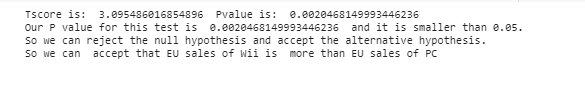 Tscore is:  3.095486016854896  Pvalue is:  0.0020468149993446236
Our P value for this test is  0.0020468149993446236  and it is smaller than 0.05.
So we can reject the null hypothesis and accept the alternative hypothesis.
So we can  accept that EU sales of Wii is  more than EU sales of PC